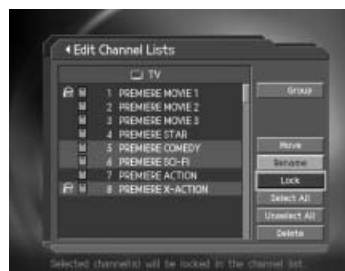 Edit Channel Lists
TV
1 PREMIERE MOVIE 1
2 PREMIERE MOVIE 2
3 PREMIERE MOVIE 3
4 PREMIERE STAR
5 PREMIERE COMEDY
6 PREMIERE SCI-FI
7 PREMIERE ACTION
8 PREMIERE X-ACTION
Group
Move
Rename
Lock
Select All
Unselect All
Delete
Selected channel(s) will be locked in the channel list.